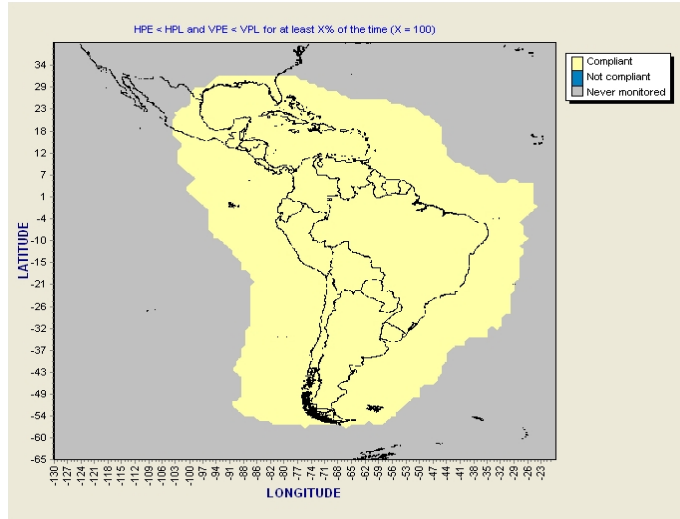 HPE < HPL and VPE < VPL for at least X% of the time (X = 100)
Compliant
Not compliant
Never monitored
LATITUDE
34
29
23
18
12
7
1
-4
-10
-15
-21
-26
-32
-37
-43
-49
-54
-60
-65
-130 -127 -124 -121 -118 -115 -112 -109 -106 -103 -100 -97 -94 -91 -88 -86 -82 -80 -77 -74 -71 -68 -66 -62 -59 -56 -53 -50 -47 -44 -41 -38 -35 -32 -29 -26 -23
LONGITUDE